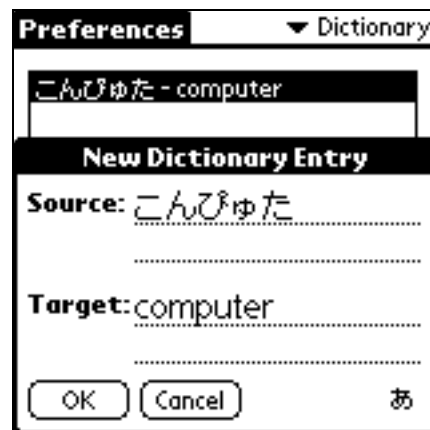 Preferences ▼ Dictionary
こんぴゅた - computer
New Dictionary Entry
Source: こんぴゅた
Target: computer
OK Cancel あ